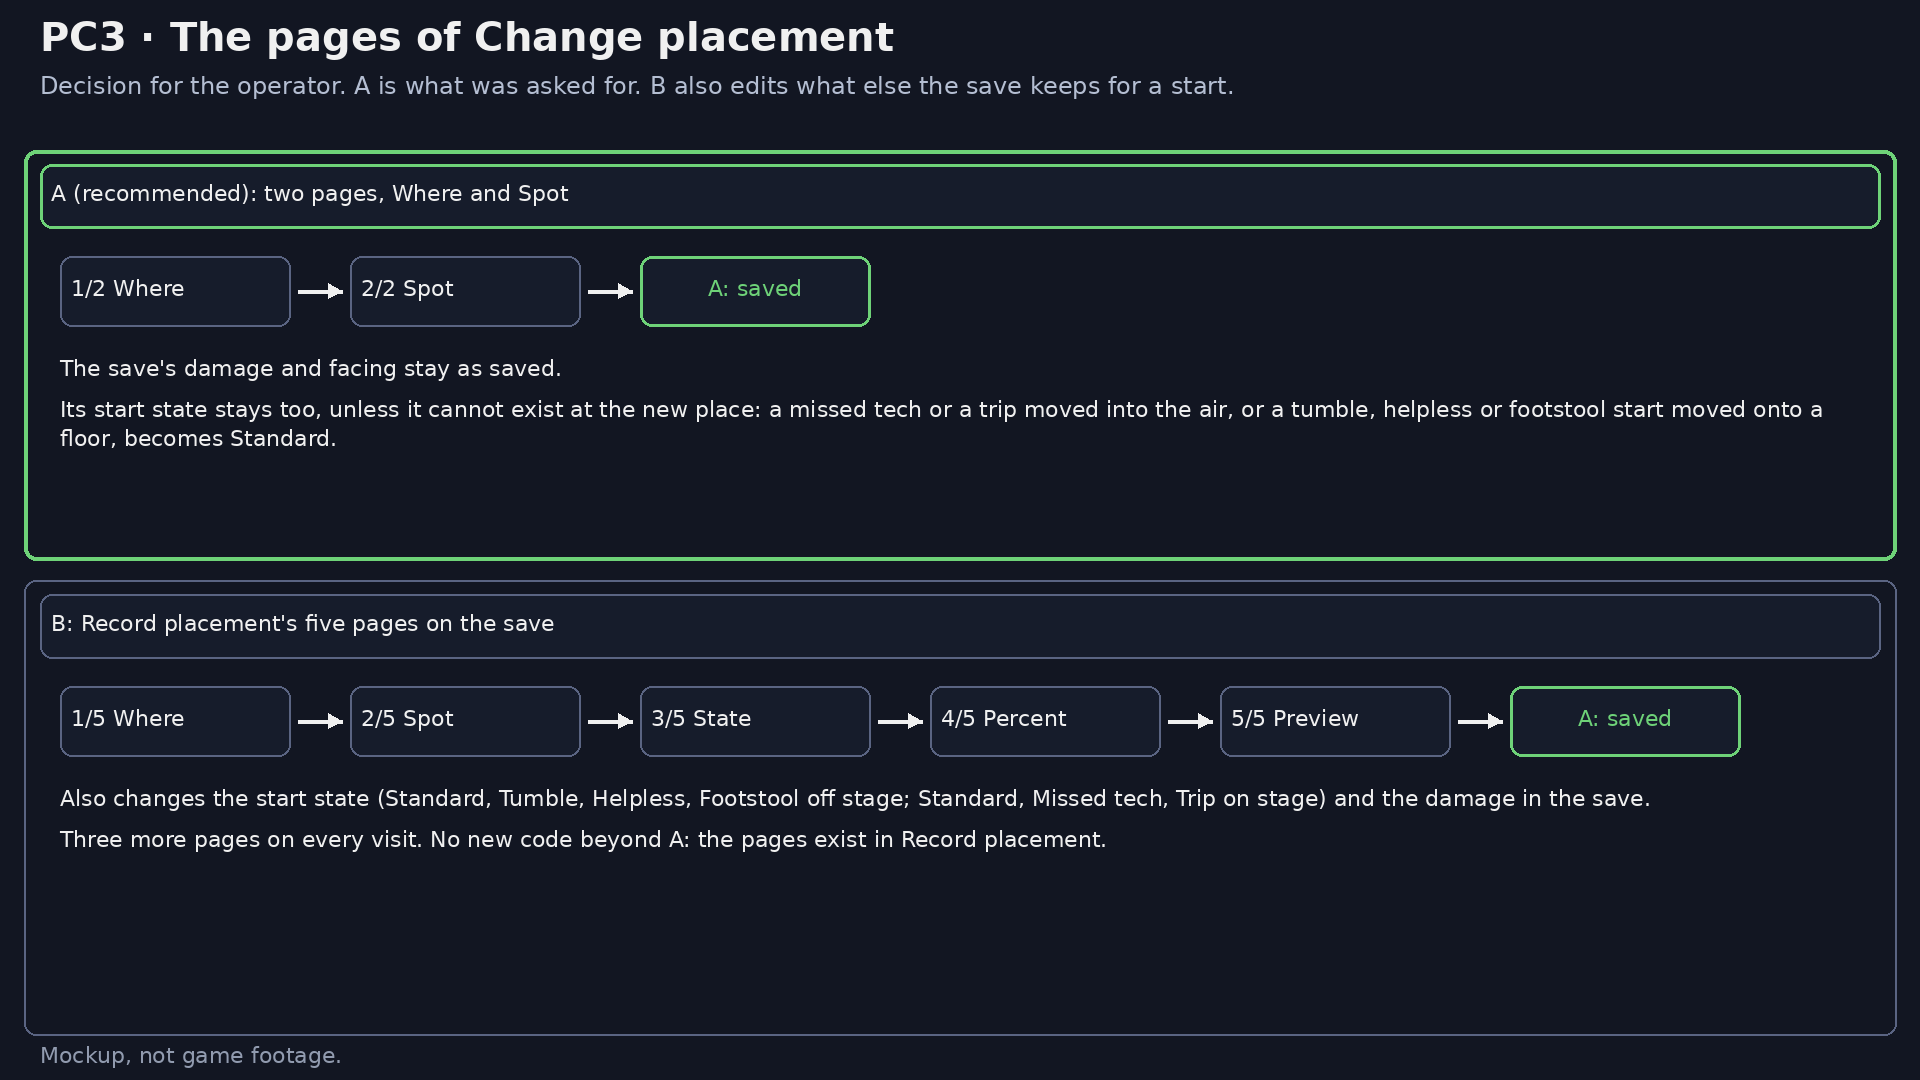 PC3 · The pages of Change placement
Decision for the operator. A is what was asked for. B also edits what else the save keeps for a start.
A (recommended): two pages, Where and Spot
1/2 Where
2/2 Spot
A: saved
The save's damage and facing stay as saved.
Its start state stays too, unless it cannot exist at the new place: a missed tech or a trip moved into the air, or a tumble, helpless or footstool start moved onto a
floor, becomes Standard.
B: Record placement's five pages on the save
1/5 Where
2/5 Spot
3/5 State
4/5 Percent
5/5 Preview
A: saved
Also changes the start state (Standard, Tumble, Helpless, Footstool off stage; Standard, Missed tech, Trip on stage) and the damage in the save.
Three more pages on every visit. No new code beyond A: the pages exist in Record placement.
Mockup, not game footage.